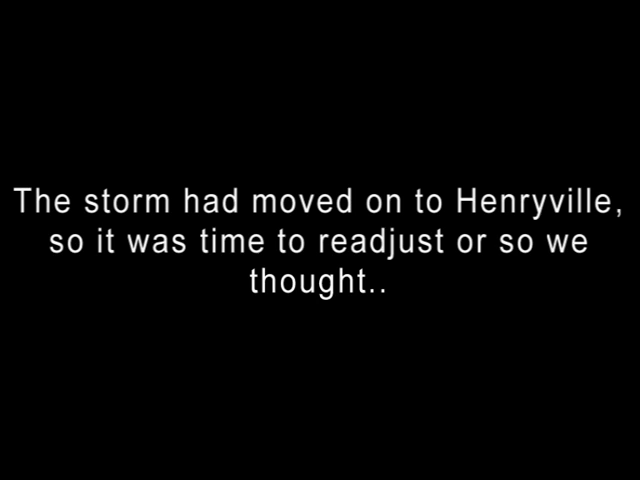 The storm had moved on to Henryville,
so it was time to readjust or so we
thought..